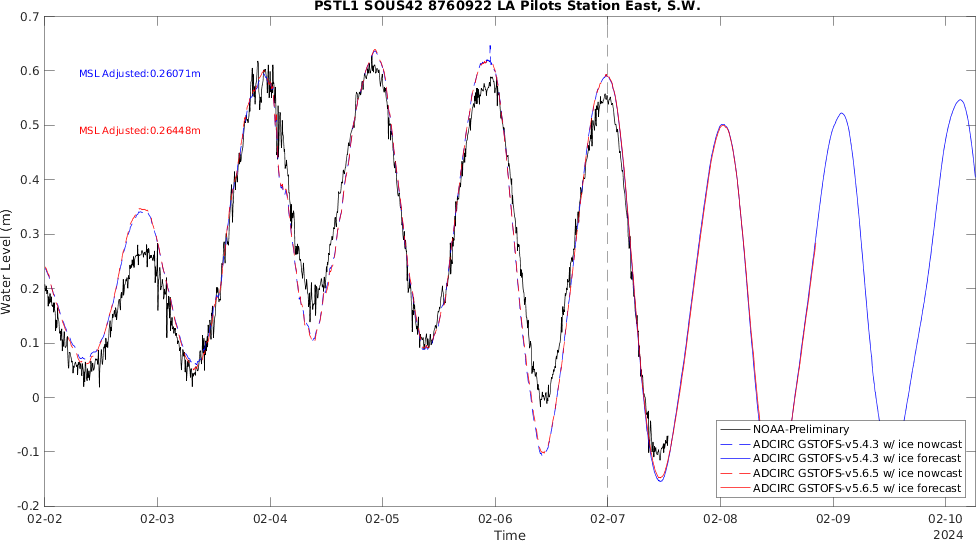 PSTL1 SOUS42 8760922 LA Pilots Station East, S.W.
0.7
0.6
0.5
0.4
0.3
0.2
0.1
0
-0.1
-0.2
Water Level (m)
MSL Adjusted:0.26071m
MSL Adjusted:0.26448m
NOAA-Preliminary
ADCIRC GSTOFS-v5.4.3 w/ ice nowcast
ADCIRC GSTOFS-v5.4.3 w/ ice forecast
ADCIRC GSTOFS-v5.6.5 w/ ice nowcast
ADCIRC GSTOFS-v5.6.5 w/ ice forecast
02-02 02-03 02-04 02-05 02-06 02-07 02-08 02-09 02-10
2024
Time